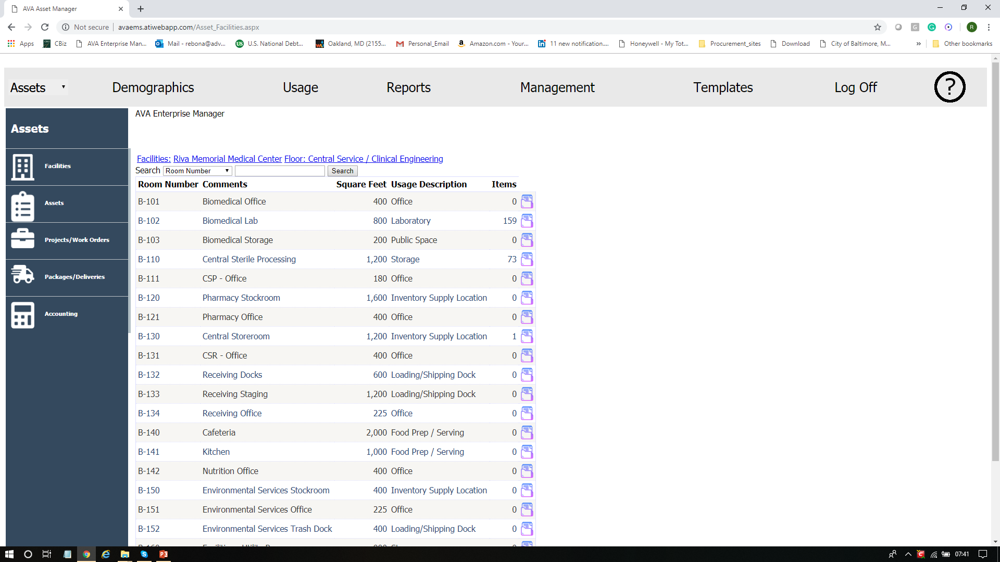 AVA Asset Manager
Not secure avaems.atiwebapp.com/Asset_Facilities.aspx
G R
Apps CBiz AVA Enterprise Man... Mail - rebona@adv... US U.S. National Debt... Oakland, MD (2155... Personal_Email Amazon.com - Your... 11 new notification.... Honeywell - My Tot... Procurement_sites Download City of Baltimore, M... » Other bookmarks
Assets Demographics Usage Reports Management Templates Log Off ?
Assets
Facilities
Assets
Projects/Work Orders
Packages/Deliveries
Accounting
AVA Enterprise Manager
Facilities: Riva Memorial Medical Center Floor: Central Service / Clinical Engineering
Search Room Number Search
Room Number Comments Square Feet Usage Description Items
B-101 Biomedical Office 400 Office 0
B-102 Biomedical Lab 800 Laboratory 159
B-103 Biomedical Storage 200 Public Space 0
B-110 Central Sterile Processing 1,200 Storage 73
B-111 CSP - Office 180 Office 0
B-120 Pharmacy Stockroom 1,600 Inventory Supply Location 0
B-121 Pharmacy Office 400 Office 0
B-130 Central Storeroom 1,200 Inventory Supply Location 1
B-131 CSR - Office 400 Office 0
B-132 Receiving Docks 600 Loading/Shipping Dock 0
B-133 Receiving Staging 1,200 Loading/Shipping Dock 0
B-134 Receiving Office 225 Office 0
B-140 Cafeteria 2,000 Food Prep / Serving 0
B-141 Kitchen 1,000 Food Prep / Serving 0
B-142 Nutrition Office 400 Office 0
B-150 Environmental Services Stockroom 400 Inventory Supply Location 0
B-151 Environmental Services Office 225 Office 0
B-152 Environmental Services Trash Dock 400 Loading/Shipping Dock 0
07:41